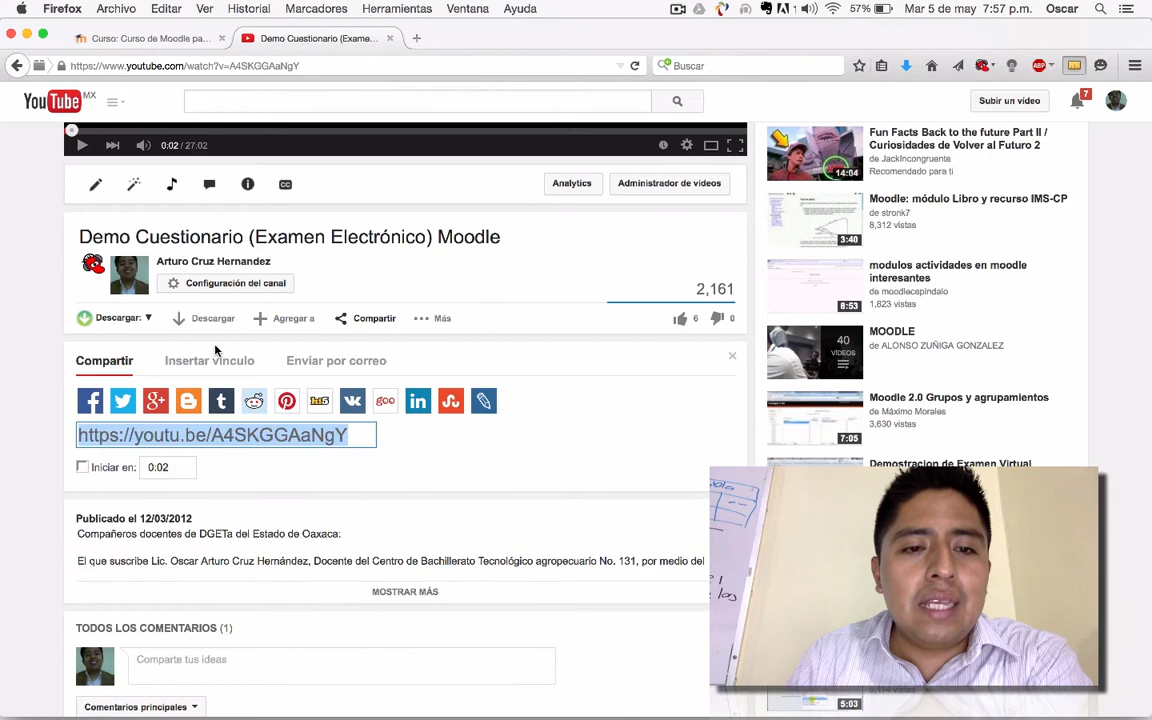 Firefox Archivo Editar Ver Historial Marcadores Herramientas Ventana Ayuda 57% Mar 5 de may 7:57 p.m. Oscar
Curso: Curso de Moodle pa... × Demo Cuestionario (Exame... × +
https://www.youtube.com/watch?v=A4SKGGAaNgY Buscar ABP
YouTube MX Subir un video 7
0:02 / 27:02
CC Analytics Administrador de videos
Demo Cuestionario (Examen Electrónico) Moodle
Arturo Cruz Hernandez
Configuración del canal
2,161
Descargar: ▼ Descargar Agregar a Compartir Más 6 0
Compartir Insertar vínculo Enviar por correo ×
https://youtu.be/A4SKGGAaNgY
Iniciar en: 0:02
Publicado el 12/03/2012
Compañeros docentes de DGETa del Estado de Oaxaca:
El que suscribe Lic. Oscar Arturo Cruz Hernández, Docente del Centro de Bachillerato Tecnológico agropecuario No. 131, por medio del
MOSTRAR MÁS
TODOS LOS COMENTARIOS (1)
Comparte tus ideas
Comentarios principales
Fun Facts Back to the future Part II /
Curiosidades de Volver al Futuro 2
de JackIncongruente
Recomendado para ti
14:04
Moodle: módulo Libro y recurso IMS-CP
de stronk7
8,312 vistas
3:40
modulos actividades en moodle
interesantes
de moodlecepindalo
1,823 vistas
8:53
MOODLE
de ALONSO ZUÑIGA GONZALEZ
40
VÍDEOS
Moodle 2.0 Grupos y agrupamientos
de Máximo Morales
3,630 vistas
7:05
Demostracion de Examen Virtual
5:03